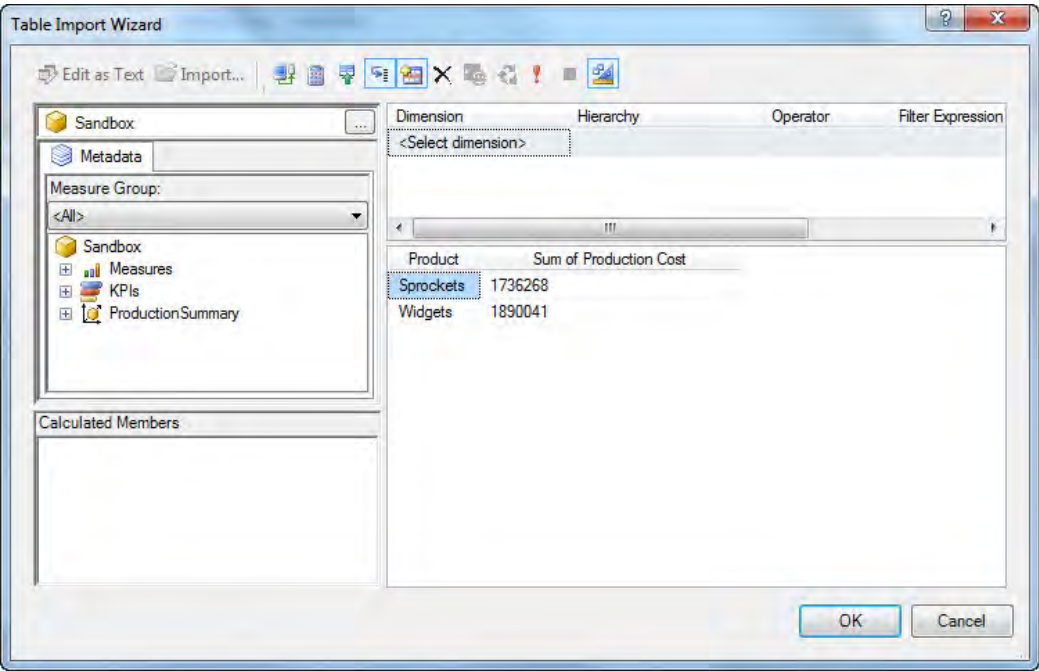 Table Import Wizard
Edit as Text Import...
Sandbox ...
Metadata
Measure Group:
<All>
Sandbox
Measures
KPIs
ProductionSummary
Calculated Members
Dimension Hierarchy Operator Filter Expression
<Select dimension>
Product Sum of Production Cost
Sprockets 1736268
Widgets 1890041
OK Cancel